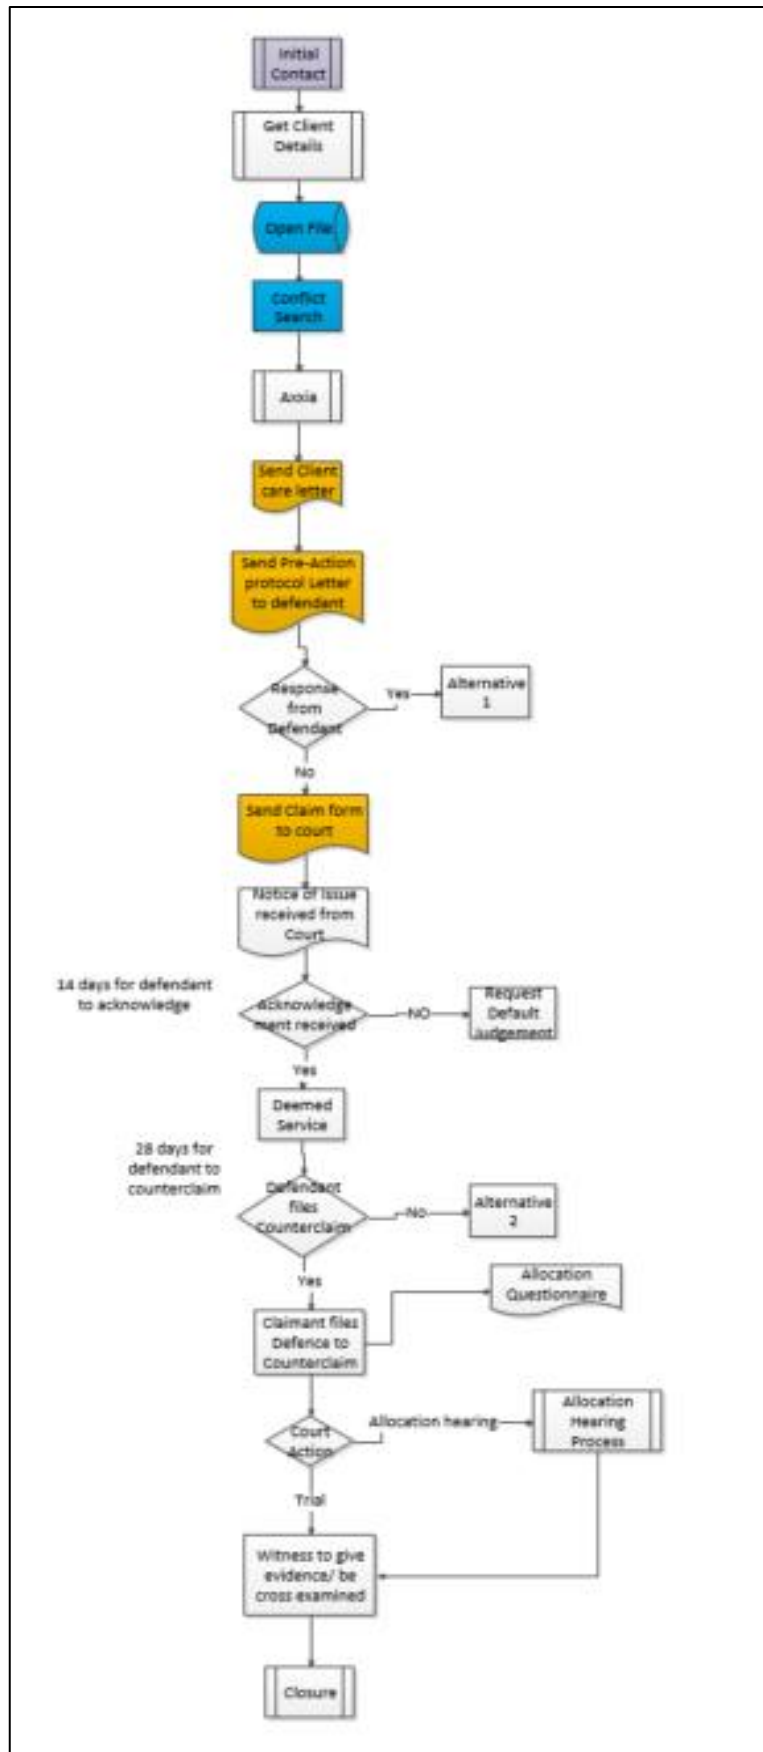 Initial
Contact
Get Client
Details
Open File
Conflict
Search
Axxia
Send Client
care letter
Send Pre-Action
protocol Letter
to defendant
Response
from
Defendant
Yes
Alternative
1
No
Send Claim form
to court
Notice of Issue
received from
Court
14 days for defendant
to acknowledge
Acknowledge
ment received
NO
Request
Default
Judgement
Yes
Deemed
Service
28 days for
defendant to
counterclaim
Defendant
files
Counterclaim
No
Alternative
2
Yes
Allocation
Questionnaire
Claimant files
Defence to
Counterclaim
Court
Action
Allocation hearing
Allocation
Hearing
Process
Trial
Witness to give
evidence/ be
cross examined
Closure